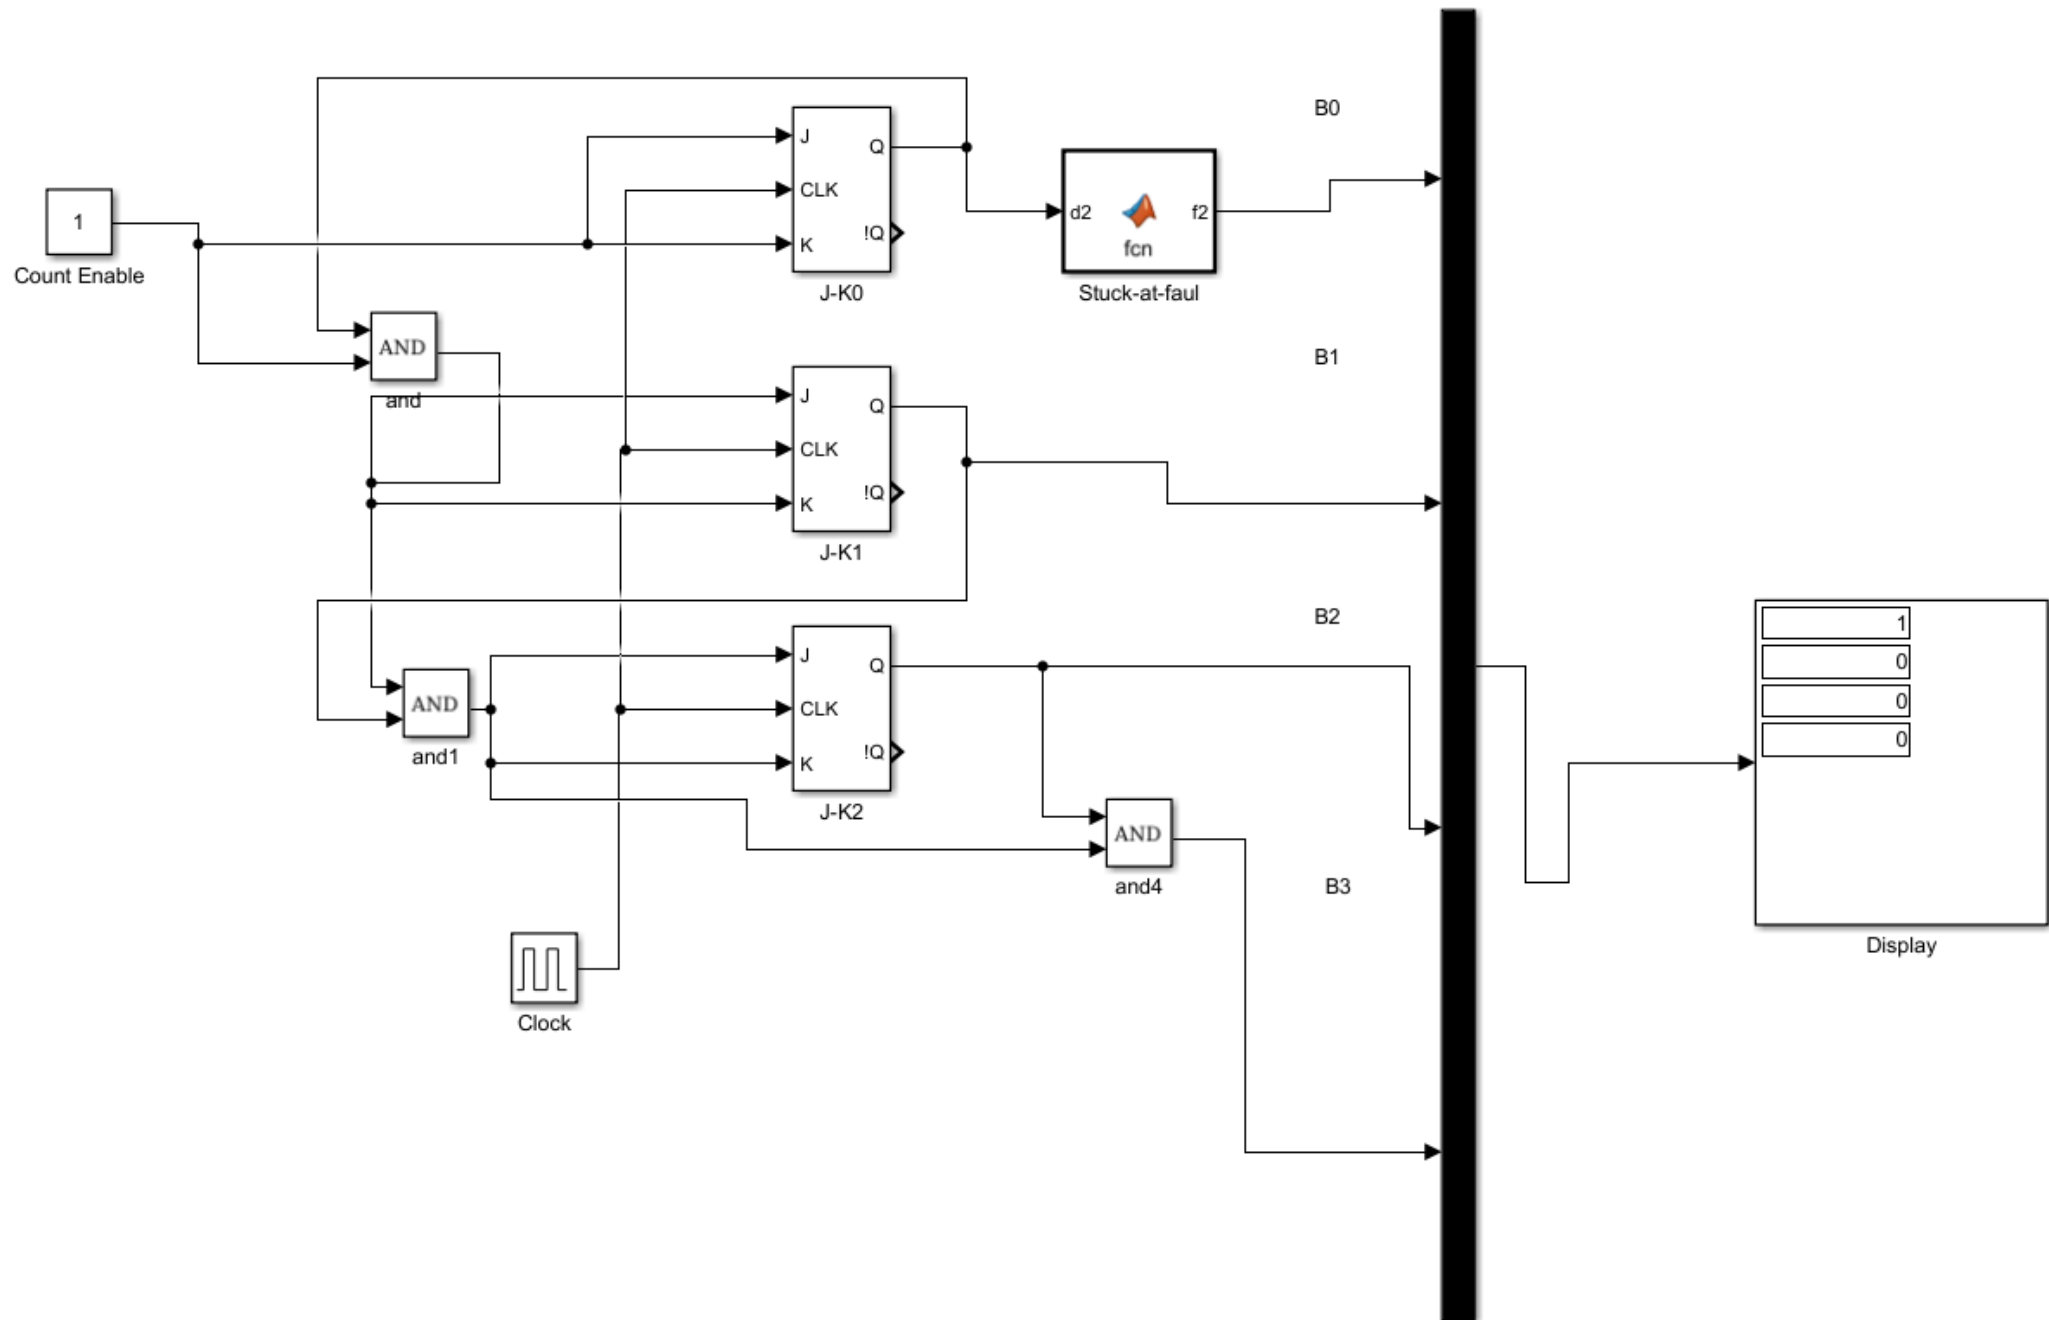 B0
J
Q
CLK
1
K
!Q
Count Enable
J-K0
d2
f2
fcn
Stuck-at-faul
AND
and
B1
J
Q
CLK
!Q
K
J-K1
B2
J
Q
AND
CLK
and1
K
!Q
J-K2
AND
and4
B3
1
0
0
0
Display
Clock